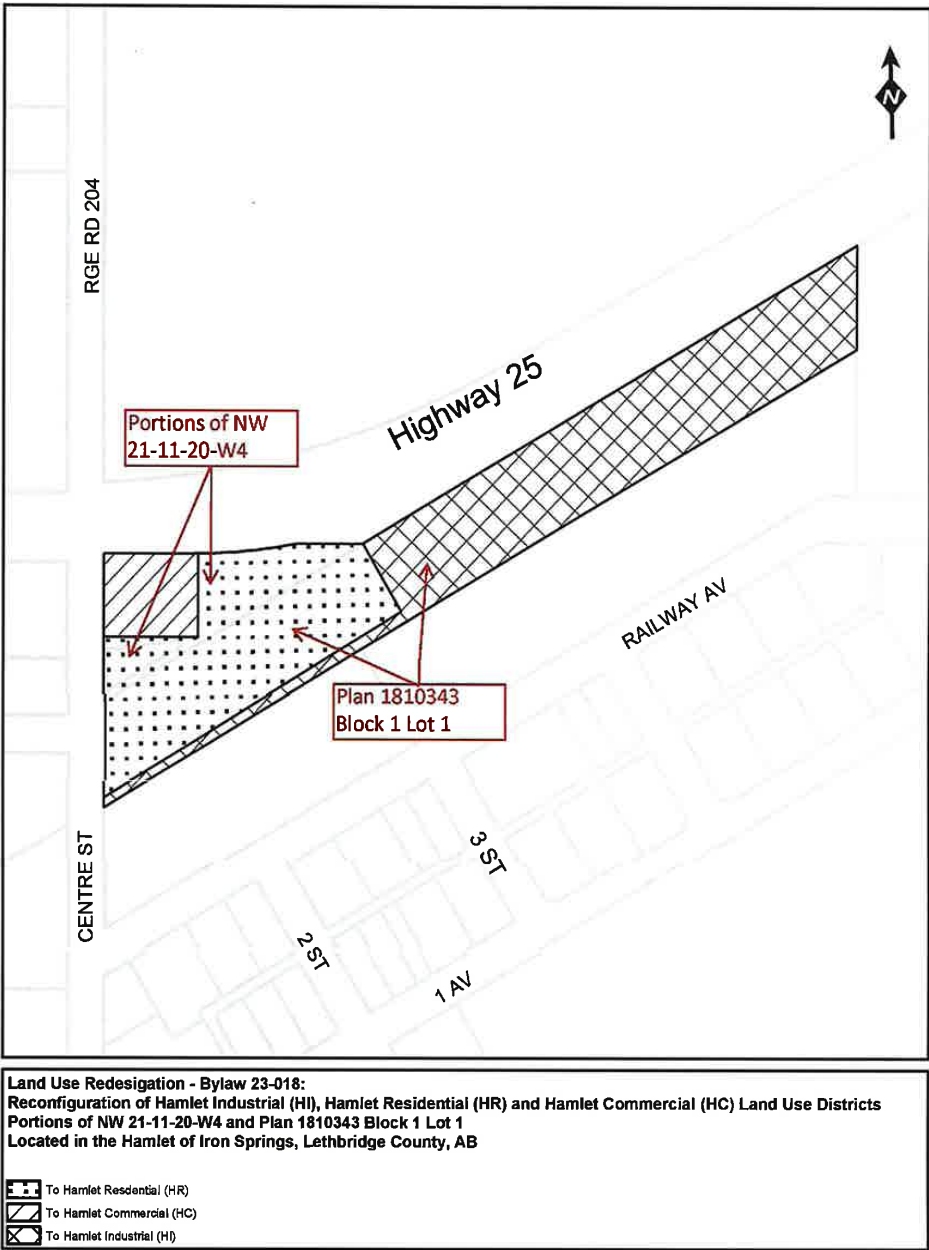 N
RGE RD 204
Highway 25
Portions of NW
21-11-20-W4
RAILWAY AV
Plan 1810343
Block 1 Lot 1
CENTRE ST
3 ST
2 ST
1 AV
Land Use Redesigation - Bylaw 23-018:
Reconfiguration of Hamlet Industrial (HI), Hamlet Residential (HR) and Hamlet Commercial (HC) Land Use Districts
Portions of NW 21-11-20-W4 and Plan 1810343 Block 1 Lot 1
Located in the Hamlet of Iron Springs, Lethbridge County, AB
To Hamlet Resdential (HR)
To Hamlet Commercial (HC)
To Hamlet Industrial (HI)